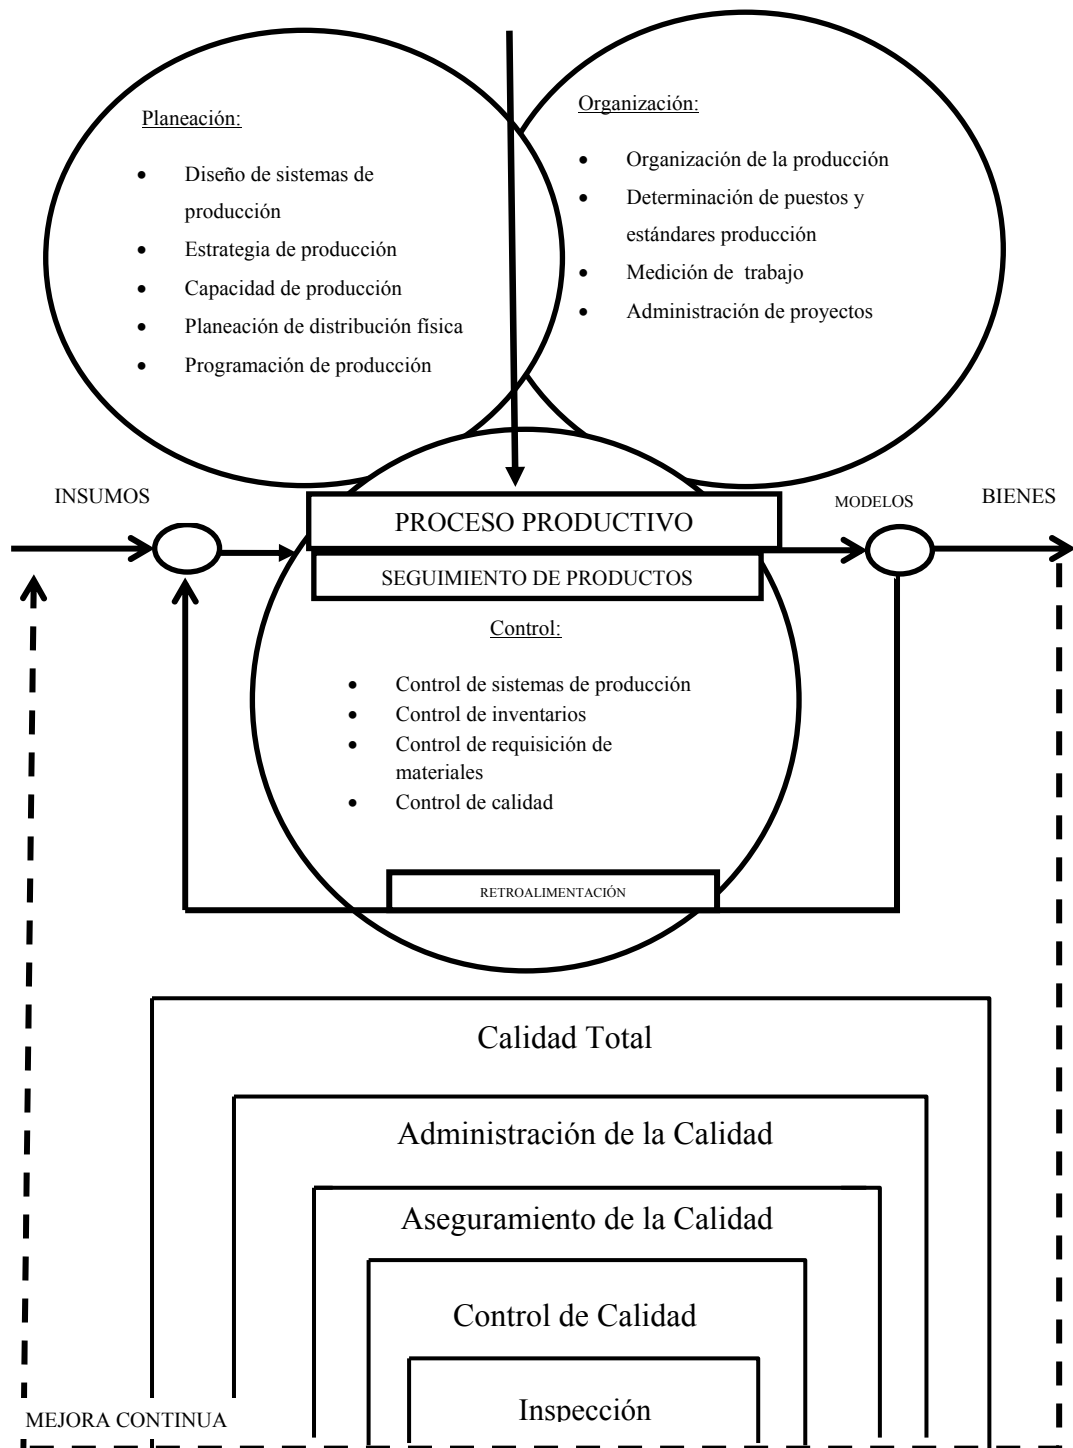 Planeación:
• Diseño de sistemas de
producción
• Estrategia de producción
• Capacidad de producción
• Planeación de distribución física
• Programación de producción
Organización:
• Organización de la producción
• Determinación de puestos y
estándares producción
• Medición de trabajo
• Administración de proyectos
INSUMOS
PROCESO PRODUCTIVO
MODELOS
BIENES
SEGUIMIENTO DE PRODUCTOS
Control:
• Control de sistemas de producción
• Control de inventarios
• Control de requisición de
materiales
• Control de calidad
RETROALIMENTACIÓN
Calidad Total
Administración de la Calidad
Aseguramiento de la Calidad
Control de Calidad
Inspección
MEJORA CONTINUA